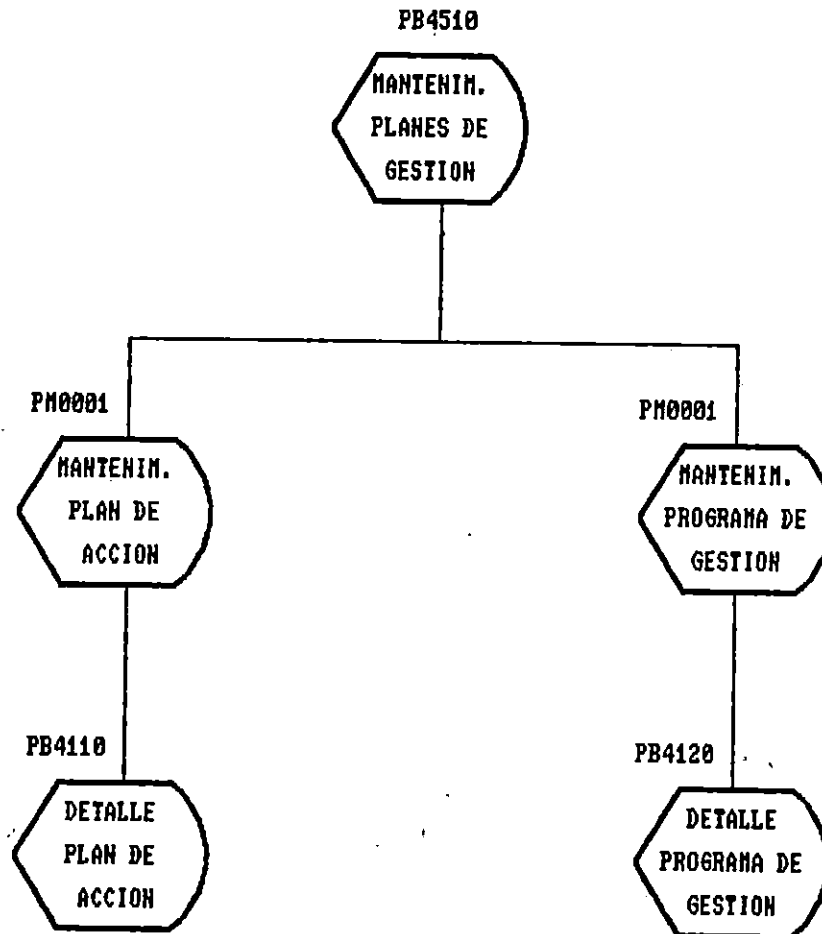 PB4510
MANTENIM.
PLANES DE
GESTION
PM0001
MANTENIM.
PLAN DE
ACCION
PM0001
MANTENIM.
PROGRAMA DE
GESTION
PB4110
DETALLE
PLAN DE
ACCION
PB4120
DETALLE
PROGRAMA DE
GESTION